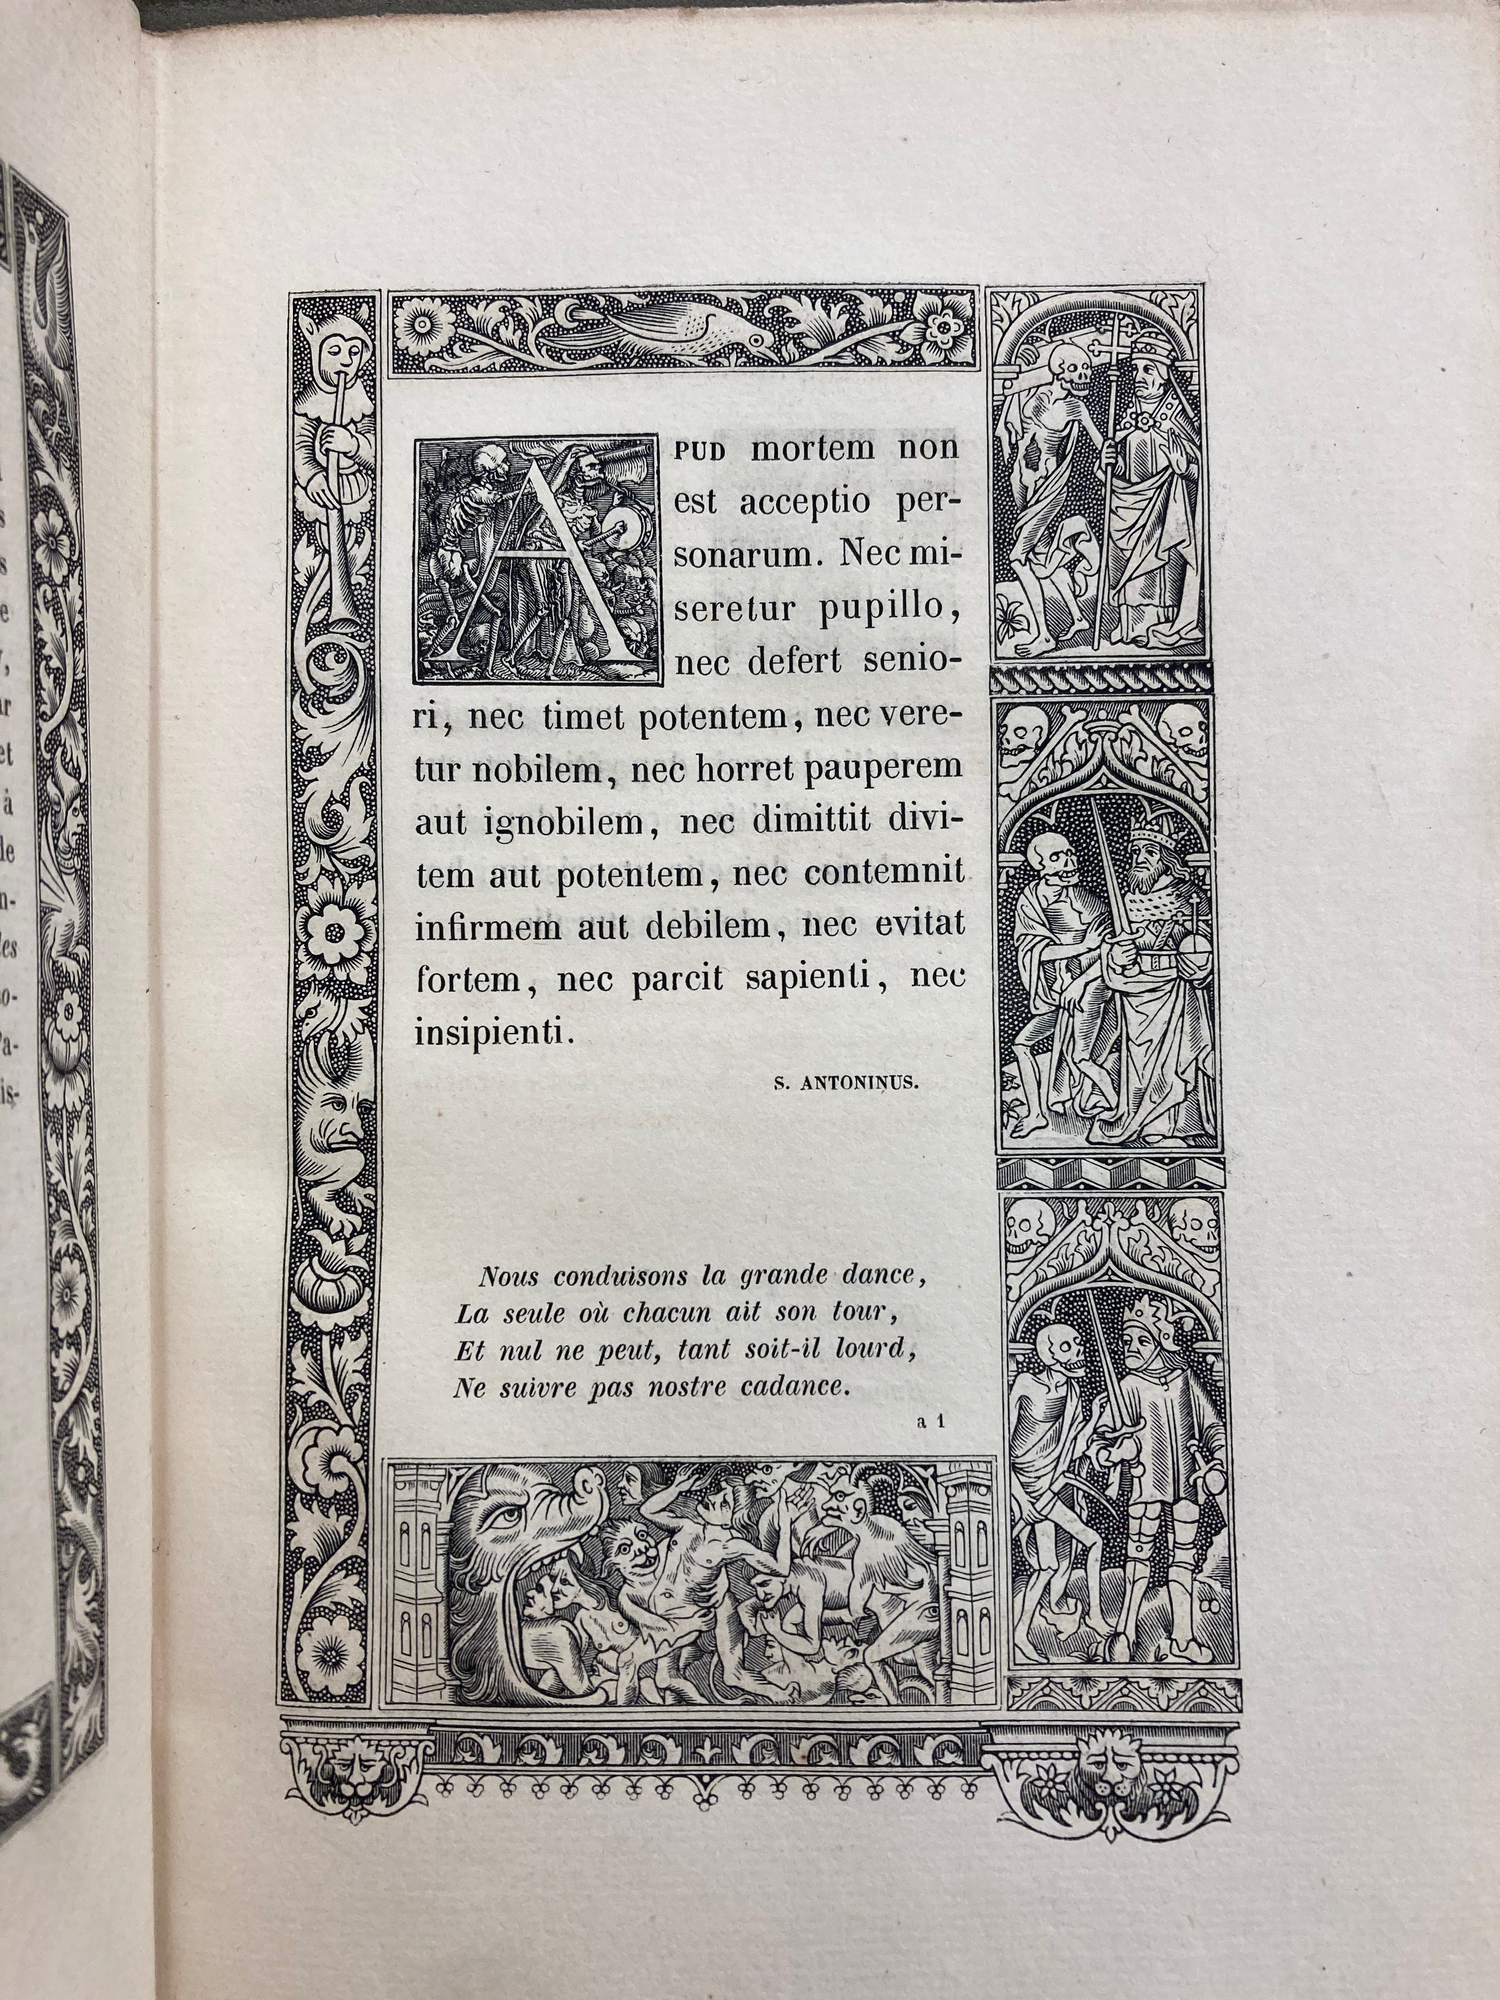 APUD mortem non
est acceptio per-
sonarum. Nec mi-
seretur pupillo,
nec defert senio-
ri, nec timet potentem, nec vere-
tur nobilem, nec horret pauperem
aut ignobilem, nec dimittit divi-
tem aut potentem, nec contemnit
infirmem aut debilem, nec evitat
fortem, nec parcit sapienti, nec
insipienti.
S. ANTONINUS.
Nous conduisons la grande dance,
La seule où chacun ait son tour,
Et nul ne peut, tant soit-il lourd,
Ne suivre pas nostre cadance.
a 1